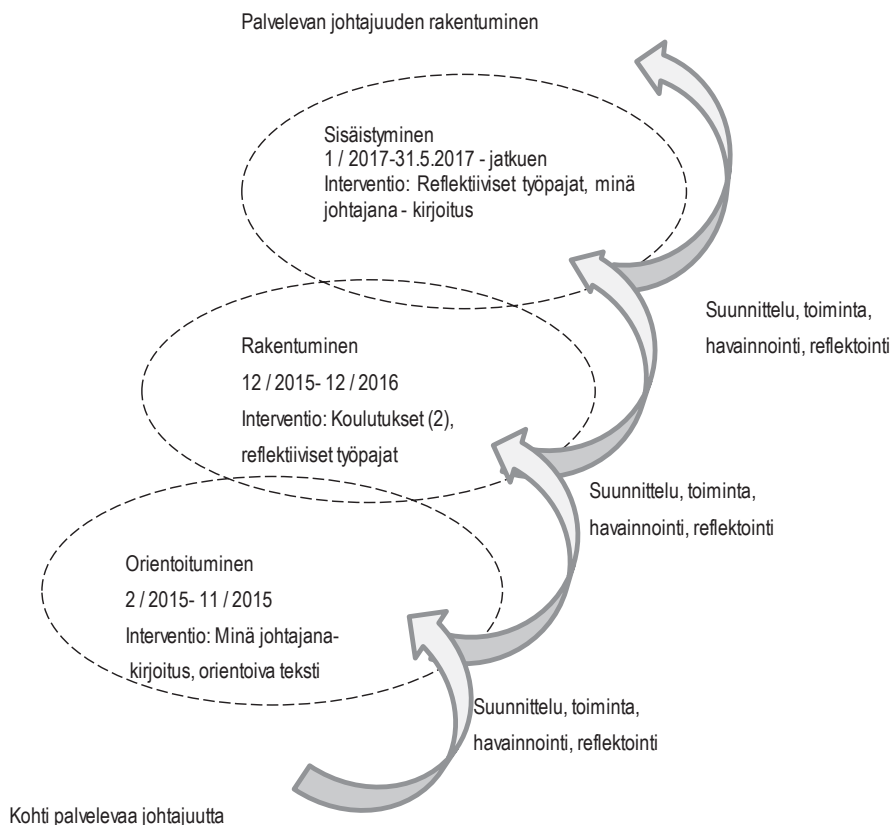 Palvelevan johtajuuden rakentuminen
Sisäistyminen
1 / 2017-31.5.2017 - jatkuen
Interventio: Reflektiiviset työpajat, minä
johtajana - kirjoitus
Suunnittelu, toiminta,
havainnointi, reflektointi
Rakentuminen
12 / 2015- 12 / 2016
Interventio: Koulutukset (2),
reflektiiviset työpajat
Suunnittelu, toiminta,
havainnointi, reflektointi
Orientoituminen
2 / 2015- 11 / 2015
Interventio: Minä johtajana-
kirjoitus, orientoiva teksti
Suunnittelu, toiminta,
havainnointi, reflektointi
Kohti palvelevaa johtajuutta